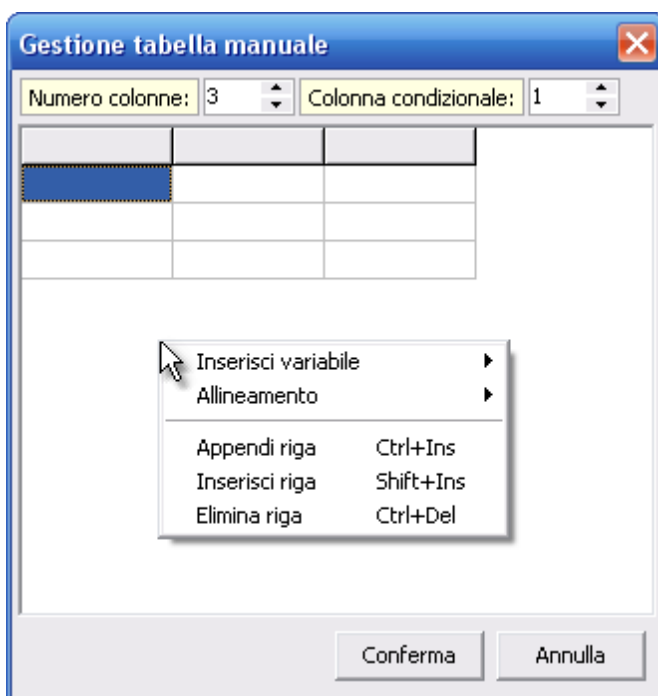 Gestione tabella manuale
Numero colonne: 3 Colonna condizionale: 1
Inserisci variabile
Allineamento
Appendi riga Ctrl+Ins
Inserisci riga Shift+Ins
Elimina riga Ctrl+Del
Conferma Annulla